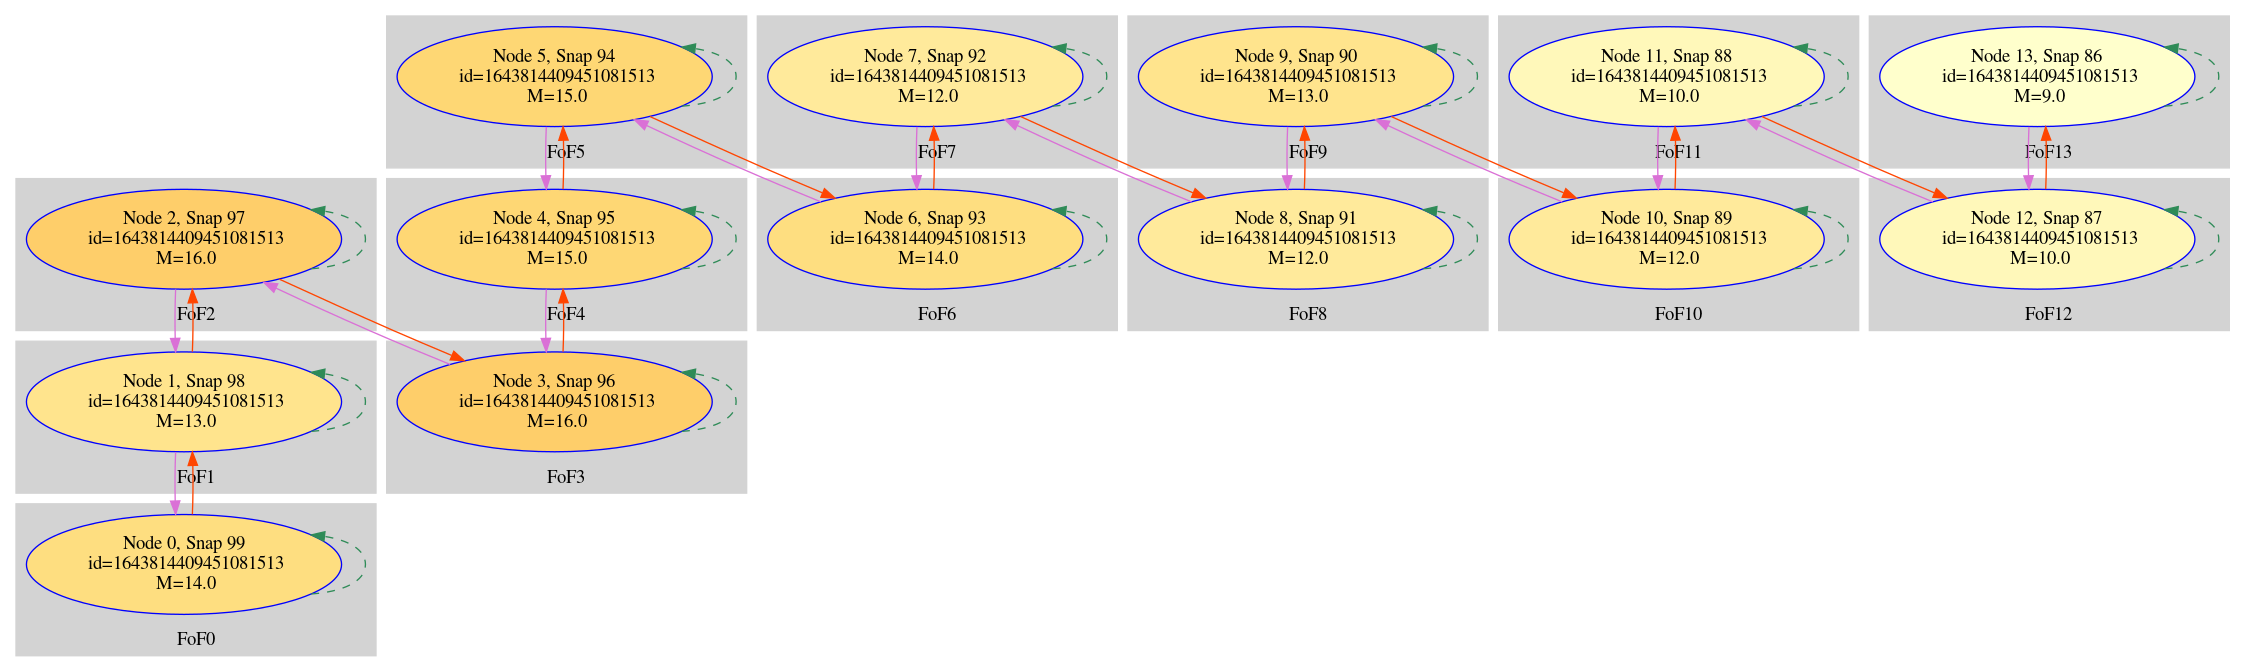 Node 5, Snap 94
id=1643814409451081513
M=15.0
FoF5
Node 7, Snap 92
id=1643814409451081513
M=12.0
FoF7
Node 9, Snap 90
id=1643814409451081513
M=13.0
FoF9
Node 11, Snap 88
id=1643814409451081513
M=10.0
FoF11
Node 13, Snap 86
id=1643814409451081513
M=9.0
FoF13
Node 2, Snap 97
id=1643814409451081513
M=16.0
FoF2
Node 4, Snap 95
id=1643814409451081513
M=15.0
FoF4
Node 6, Snap 93
id=1643814409451081513
M=14.0
FoF6
Node 8, Snap 91
id=1643814409451081513
M=12.0
FoF8
Node 10, Snap 89
id=1643814409451081513
M=12.0
FoF10
Node 12, Snap 87
id=1643814409451081513
M=10.0
FoF12
Node 1, Snap 98
id=1643814409451081513
M=13.0
FoF1
Node 3, Snap 96
id=1643814409451081513
M=16.0
FoF3
Node 0, Snap 99
id=1643814409451081513
M=14.0
FoF0